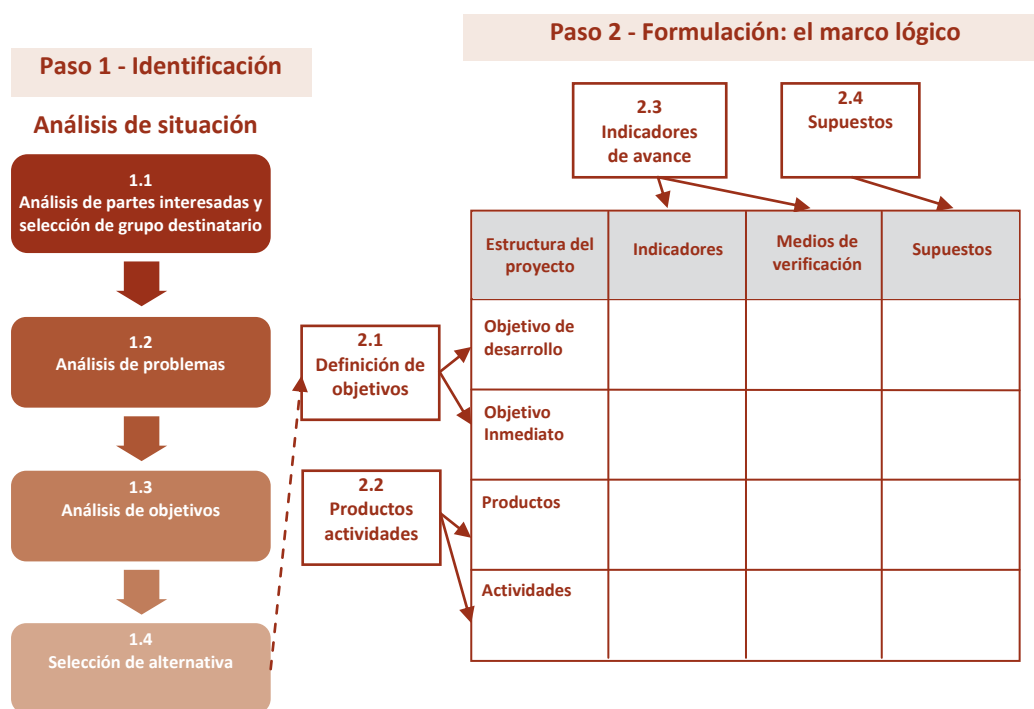 Paso 1 - Identificación
Análisis de situación
1.1
Análisis de partes interesadas y
selección de grupo destinatario
1.2
Análisis de problemas
1.3
Análisis de objetivos
1.4
Selección de alternativa
Paso 2 - Formulación: el marco lógico
2.3
Indicadores
de avance
2.4
Supuestos
2.1
Definición de
objetivos
2.2
Productos
actividades
Estructura del
proyecto
Indicadores
Medios de
verificación
Supuestos
Objetivo de
desarrollo
Objetivo
Inmediato
Productos
Actividades